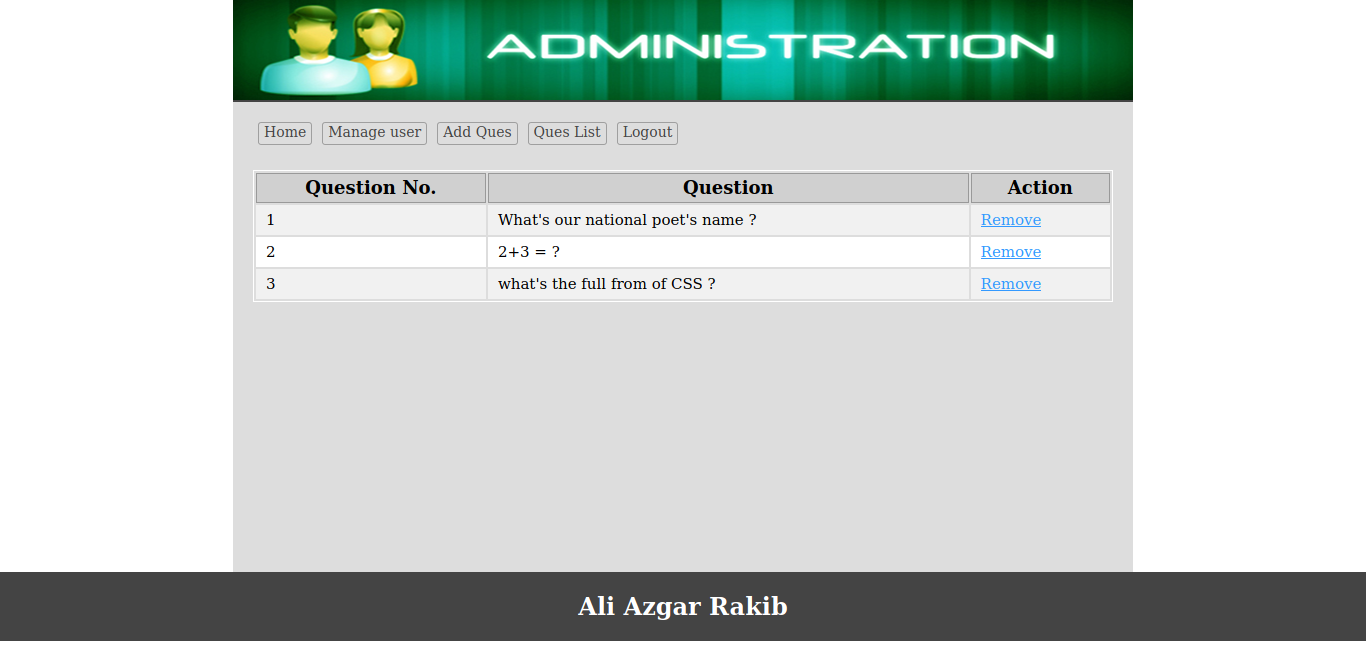 ADMINISTRATION
Home Manage user Add Ques Ques List Logout
Question No. Question Action
1 What's our national poet's name ? Remove
2 2+3 = ? Remove
3 what's the full from of CSS ? Remove
Ali Azgar Rakib